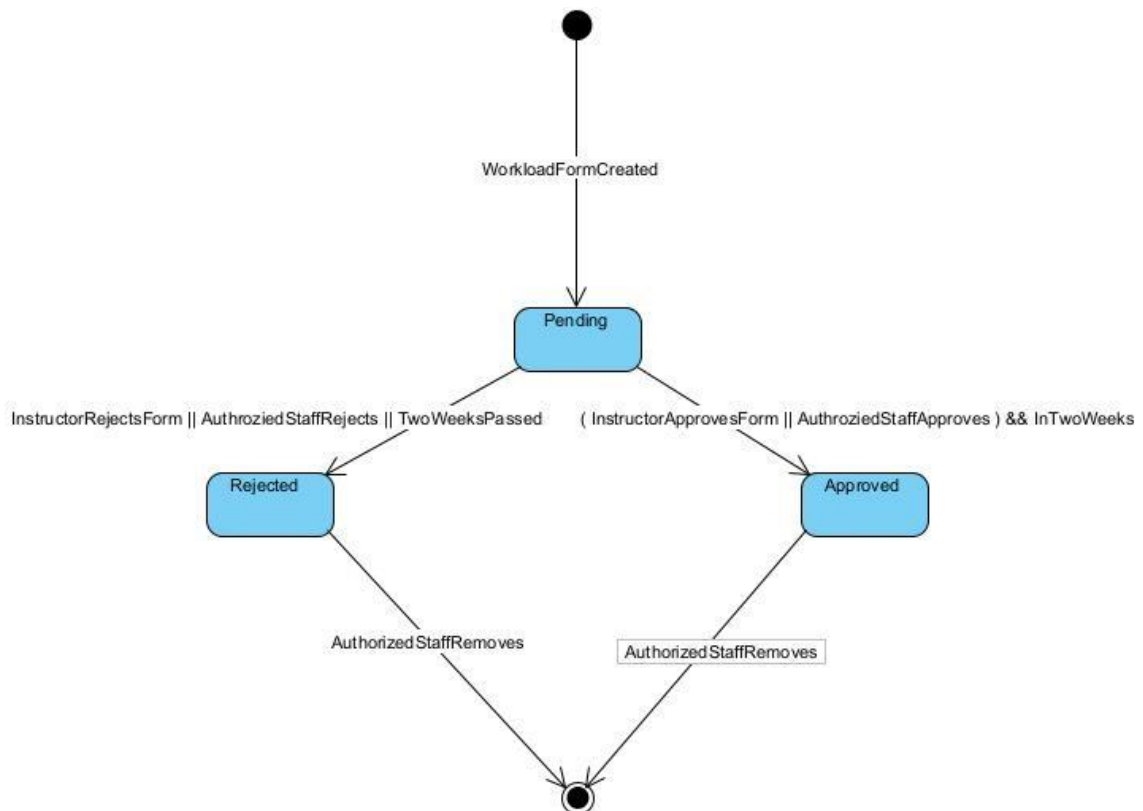 WorkloadFormCreated
Pending
InstructorRejectsForm || AuthroziedStaffRejects || TwoWeeksPassed
( InstructorApprovesForm || AuthroziedStaffApproves ) && InTwoWeeks
Rejected
Approved
AuthorizedStaffRemoves
AuthorizedStaffRemoves